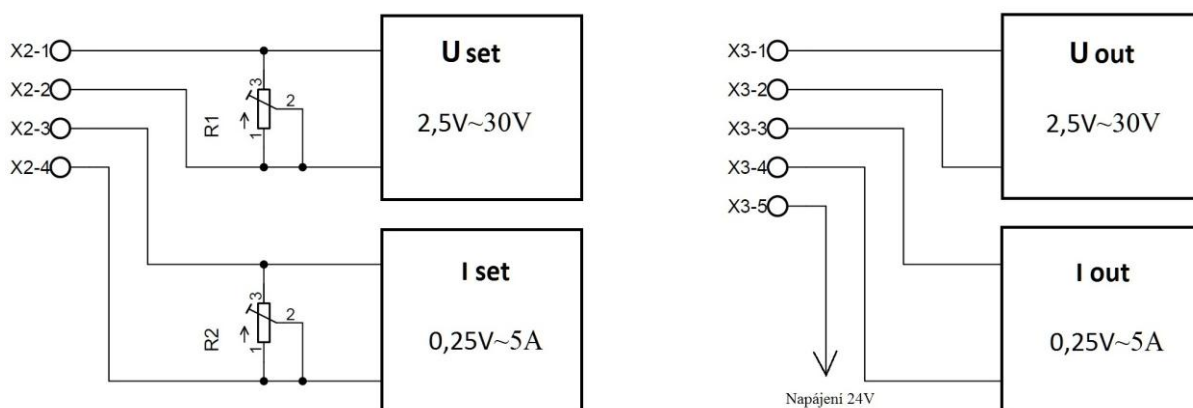 X2-1
X2-2
X2-3
X2-4
R1
3
2
1
U set
2,5V~30V
R2
3
2
1
I set
0,25V~5A
X3-1
X3-2
X3-3
X3-4
X3-5
U out
2,5V~30V
I out
0,25V~5A
Napájení 24V